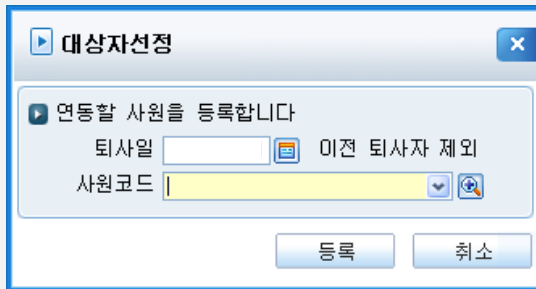 대상자선정
연동할 사원을 등록합니다
퇴사일 이전 퇴사자 제외
사원코드
등록 취소